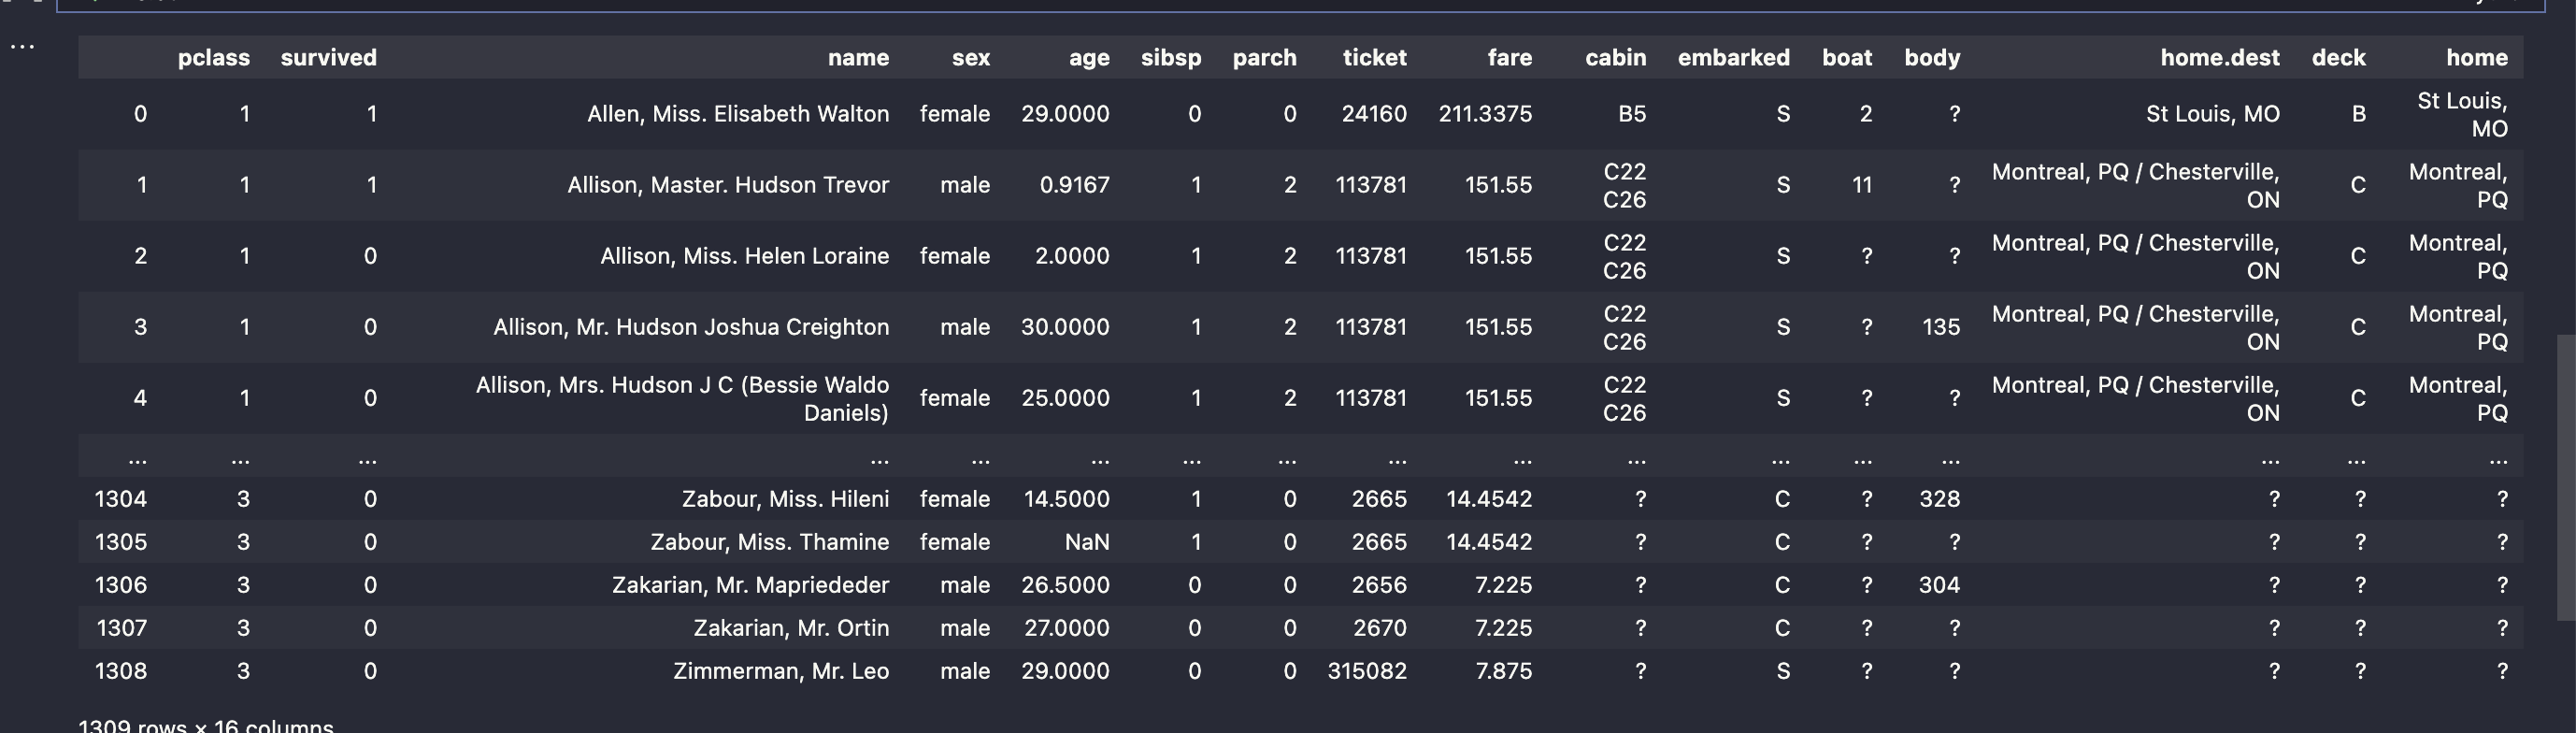 ...
pclass survived name sex age sibsp parch ticket fare cabin embarked boat body home.dest deck home
0 1 1 Allen, Miss. Elisabeth Walton female 29.0000 0 0 24160 211.3375 B5 S 2 ? St Louis, MO B St Louis, MO
1 1 1 Allison, Master. Hudson Trevor male 0.9167 1 2 113781 151.55 C22 C26 S 11 ? Montreal, PQ / Chesterville, ON C Montreal, PQ
2 1 0 Allison, Miss. Helen Loraine female 2.0000 1 2 113781 151.55 C22 C26 S ? ? Montreal, PQ / Chesterville, ON C Montreal, PQ
3 1 0 Allison, Mr. Hudson Joshua Creighton male 30.0000 1 2 113781 151.55 C22 C26 S ? 135 Montreal, PQ / Chesterville, ON C Montreal, PQ
4 1 0 Allison, Mrs. Hudson J C (Bessie Waldo Daniels) female 25.0000 1 2 113781 151.55 C22 C26 S ? ? Montreal, PQ / Chesterville, ON C Montreal, PQ
... ... ... ... ... ... ... ... ... ... ... ... ... ... ... ... ...
1304 3 0 Zabour, Miss. Hileni female 14.5000 1 0 2665 14.4542 ? C ? 328 ? ? ?
1305 3 0 Zabour, Miss. Thamine female NaN 1 0 2665 14.4542 ? C ? ? ? ? ?
1306 3 0 Zakarian, Mr. Mapriededer male 26.5000 0 0 2656 7.225 ? C ? 304 ? ? ?
1307 3 0 Zakarian, Mr. Ortin male 27.0000 0 0 2670 7.225 ? C ? ? ? ? ?
1308 3 0 Zimmerman, Mr. Leo male 29.0000 0 0 315082 7.875 ? S ? ? ? ? ?
1309 rows × 16 columns